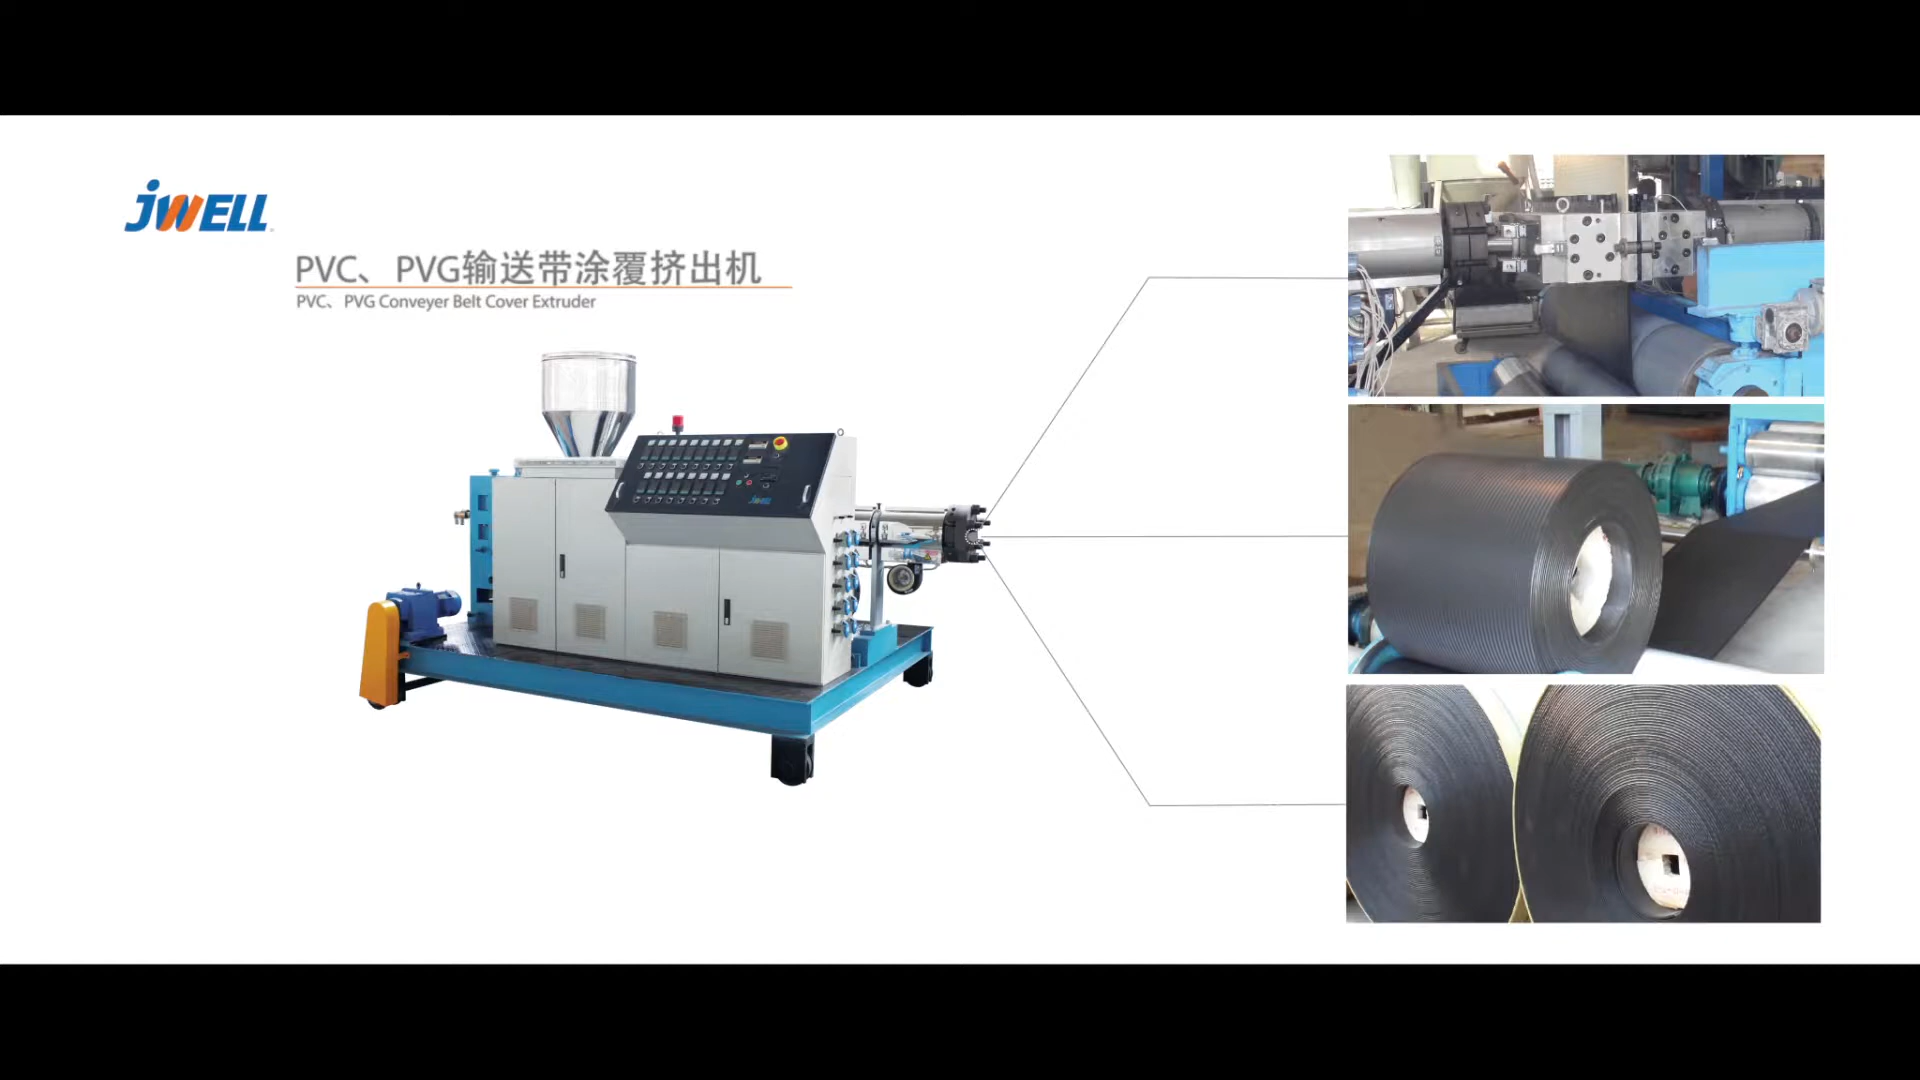 JWELL
PVC、PVG输送带涂覆挤出机
PVC、PVG Conveyer Belt Cover Extruder
JWELL